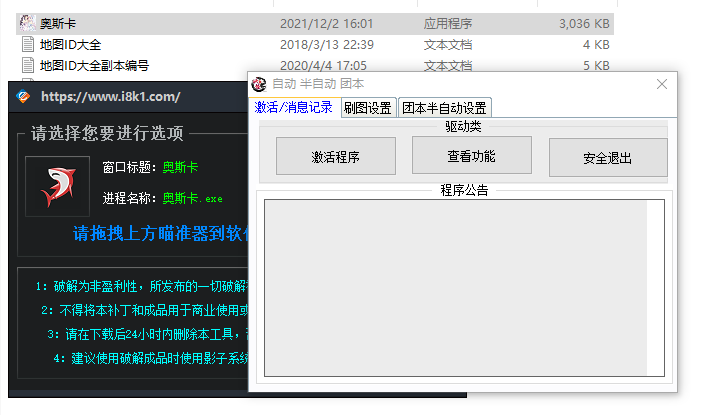 奥斯卡 2021/12/2 16:01 应用程序 3,036 KB
地图ID大全 2018/3/13 22:39 文本文档 4 KB
地图ID大全副本编号 2020/4/4 17:05 文本文档 5 KB
https://www.i8k1.com/
请选择您要进行选项
窗口标题：奥斯卡
进程名称：奥斯卡.exe
请拖拽上方瞄准器到软
1：破解为非盈利性，所发布的一切破解
2：不得将本补丁和成品用于商业使用或
3：请在下载后24小时内删除本工具，
4：建议使用破解成品时使用影子系统
自动 半自动 团本
激活/消息记录 刷图设置 团本半自动设置
驱动类
激活程序 查看功能 安全退出
程序公告